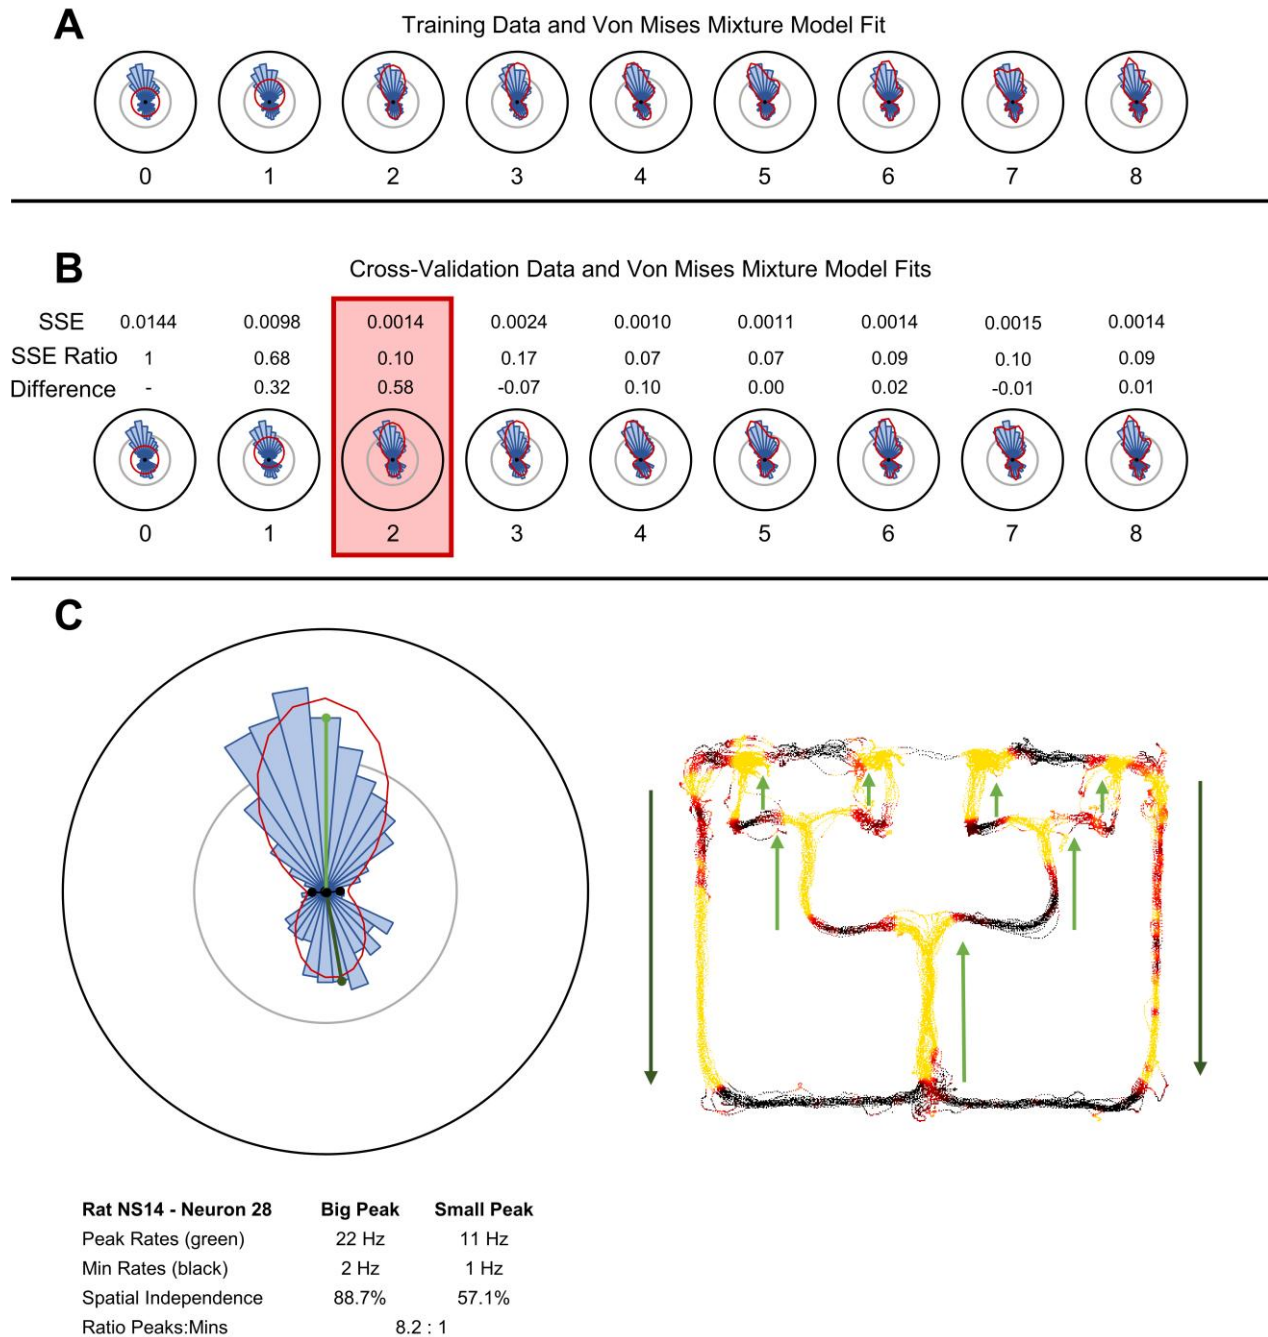 A
Training Data and Von Mises Mixture Model Fit
0 1 2 3 4 5 6 7 8
B
Cross-Validation Data and Von Mises Mixture Model Fits
SSE 0.0144 0.0098 0.0014 0.0024 0.0010 0.0011 0.0014 0.0015 0.0014
SSE Ratio 1 0.68 0.10 0.17 0.07 0.07 0.09 0.10 0.09
Difference - 0.32 0.58 -0.07 0.10 0.00 0.02 -0.01 0.01
0 1 2 3 4 5 6 7 8
C
Rat NS14 - Neuron 28 Big Peak Small Peak
Peak Rates (green) 22 Hz 11 Hz
Min Rates (black) 2 Hz 1 Hz
Spatial Independence 88.7% 57.1%
Ratio Peaks:Mins 8.2 : 1